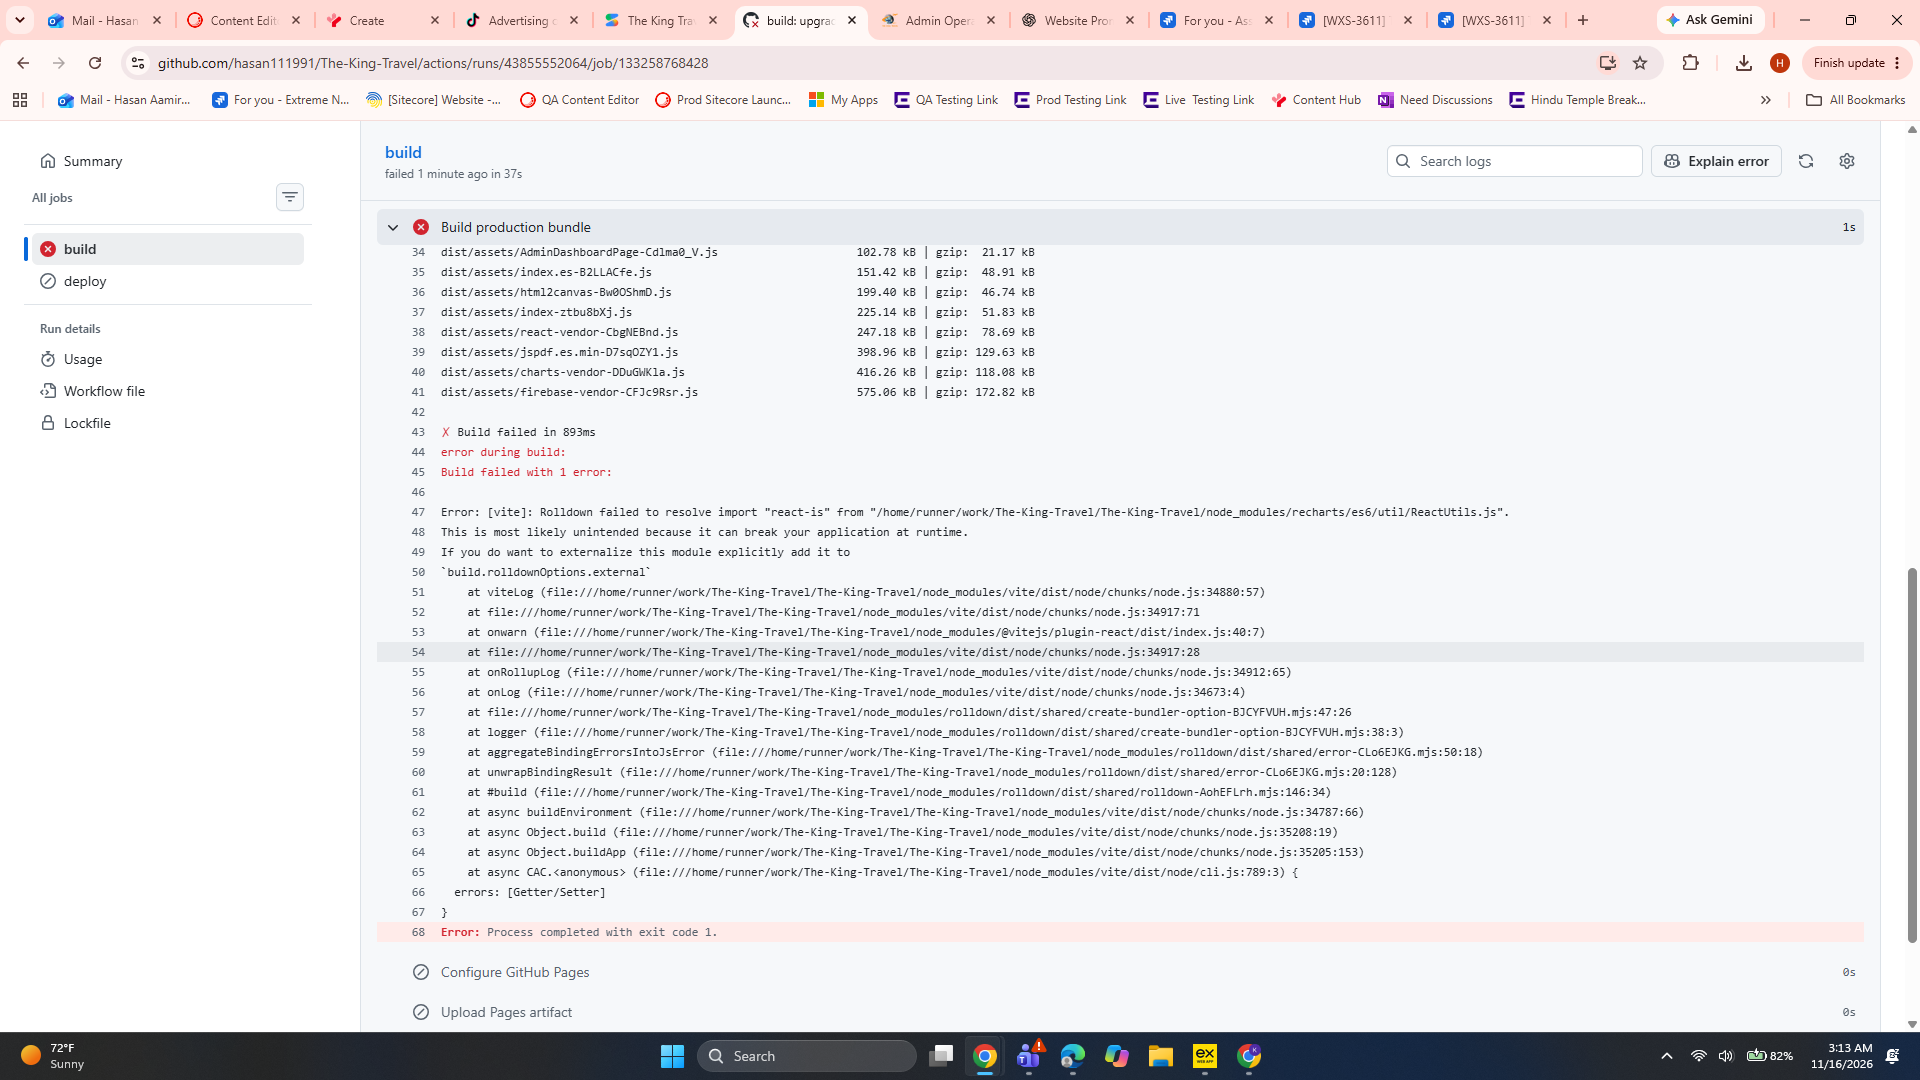 Mail - Hasan
Content Edit
Create
Advertising o
The King Tra
build: upgrad
Admin Oper
Website Pro
For you - As
[WXS-3611]
[WXS-3611]
Ask Gemini
github.com/hasan111991/The-King-Travel/actions/runs/43855552064/job/133258768428
H
Finish update
Mail - Hasan Aamir...
For you - Extreme N...
[Sitecore] Website -...
QA Content Editor
Prod Sitecore Launc...
My Apps
QA Testing Link
Prod Testing Link
Live Testing Link
Content Hub
Need Discussions
Hindu Temple Break...
All Bookmarks
Summary
All jobs
build
deploy
Run details
Usage
Workflow file
Lockfile
build
failed 1 minute ago in 37s
Search logs
Explain error
Build production bundle
1s
34 dist/assets/AdminDashboardPage-Cd1ma0_V.js 102.78 kB | gzip: 21.17 kB
35 dist/assets/index.es-B2LLACfe.js 151.42 kB | gzip: 48.91 kB
36 dist/assets/html2canvas-Bw0OShmD.js 199.40 kB | gzip: 46.74 kB
37 dist/assets/index-ztbu8bXj.js 225.14 kB | gzip: 51.83 kB
38 dist/assets/react-vendor-CbgNEBnd.js 247.18 kB | gzip: 78.69 kB
39 dist/assets/jspdf.es.min-D7sqOZY1.js 398.96 kB | gzip: 129.63 kB
40 dist/assets/charts-vendor-DDuGWKla.js 416.26 kB | gzip: 118.08 kB
41 dist/assets/firebase-vendor-CFJc9Rsr.js 575.06 kB | gzip: 172.82 kB
42
43 ✗ Build failed in 893ms
44 error during build:
45 Build failed with 1 error:
46
47 Error: [vite]: Rolldown failed to resolve import "react-is" from "/home/runner/work/The-King-Travel/The-King-Travel/node_modules/recharts/es6/util/ReactUtils.js".
48 This is most likely unintended because it can break your application at runtime.
49 If you do want to externalize this module explicitly add it to
50 `build.rolldownOptions.external`
51 at viteLog (file:///home/runner/work/The-King-Travel/The-King-Travel/node_modules/vite/dist/node/chunks/node.js:34880:57)
52 at file:///home/runner/work/The-King-Travel/The-King-Travel/node_modules/vite/dist/node/chunks/node.js:34917:71
53 at onwarn (file:///home/runner/work/The-King-Travel/The-King-Travel/node_modules/@vitejs/plugin-react/dist/index.js:40:7)
54 at file:///home/runner/work/The-King-Travel/The-King-Travel/node_modules/vite/dist/node/chunks/node.js:34917:28
55 at onRollupLog (file:///home/runner/work/The-King-Travel/The-King-Travel/node_modules/vite/dist/node/chunks/node.js:34912:65)
56 at onLog (file:///home/runner/work/The-King-Travel/The-King-Travel/node_modules/vite/dist/node/chunks/node.js:34673:4)
57 at file:///home/runner/work/The-King-Travel/The-King-Travel/node_modules/rolldown/dist/shared/create-bundler-option-BJCYFVUH.mjs:47:26
58 at logger (file:///home/runner/work/The-King-Travel/The-King-Travel/node_modules/rolldown/dist/shared/create-bundler-option-BJCYFVUH.mjs:38:3)
59 at aggregateBindingErrorsIntoJsError (file:///home/runner/work/The-King-Travel/The-King-Travel/node_modules/rolldown/dist/shared/error-CLo6EJKG.mjs:50:18)
60 at unwrapBindingResult (file:///home/runner/work/The-King-Travel/The-King-Travel/node_modules/rolldown/dist/shared/error-CLo6EJKG.mjs:20:128)
61 at #build (file:///home/runner/work/The-King-Travel/The-King-Travel/node_modules/rolldown/dist/shared/rolldown-AohEFLrh.mjs:146:34)
62 at async buildEnvironment (file:///home/runner/work/The-King-Travel/The-King-Travel/node_modules/vite/dist/node/chunks/node.js:34787:66)
63 at async Object.build (file:///home/runner/work/The-King-Travel/The-King-Travel/node_modules/vite/dist/node/chunks/node.js:35208:19)
64 at async Object.buildApp (file:///home/runner/work/The-King-Travel/The-King-Travel/node_modules/vite/dist/node/chunks/node.js:35205:153)
65 at async CAC.<anonymous> (file:///home/runner/work/The-King-Travel/The-King-Travel/node_modules/vite/dist/node/cli.js:789:3) {
66 errors: [Getter/Setter]
67 }
68 Error: Process completed with exit code 1.
Configure GitHub Pages
0s
Upload Pages artifact
0s
72°F
Sunny
Search
ex
82%
3:13 AM
11/16/2026